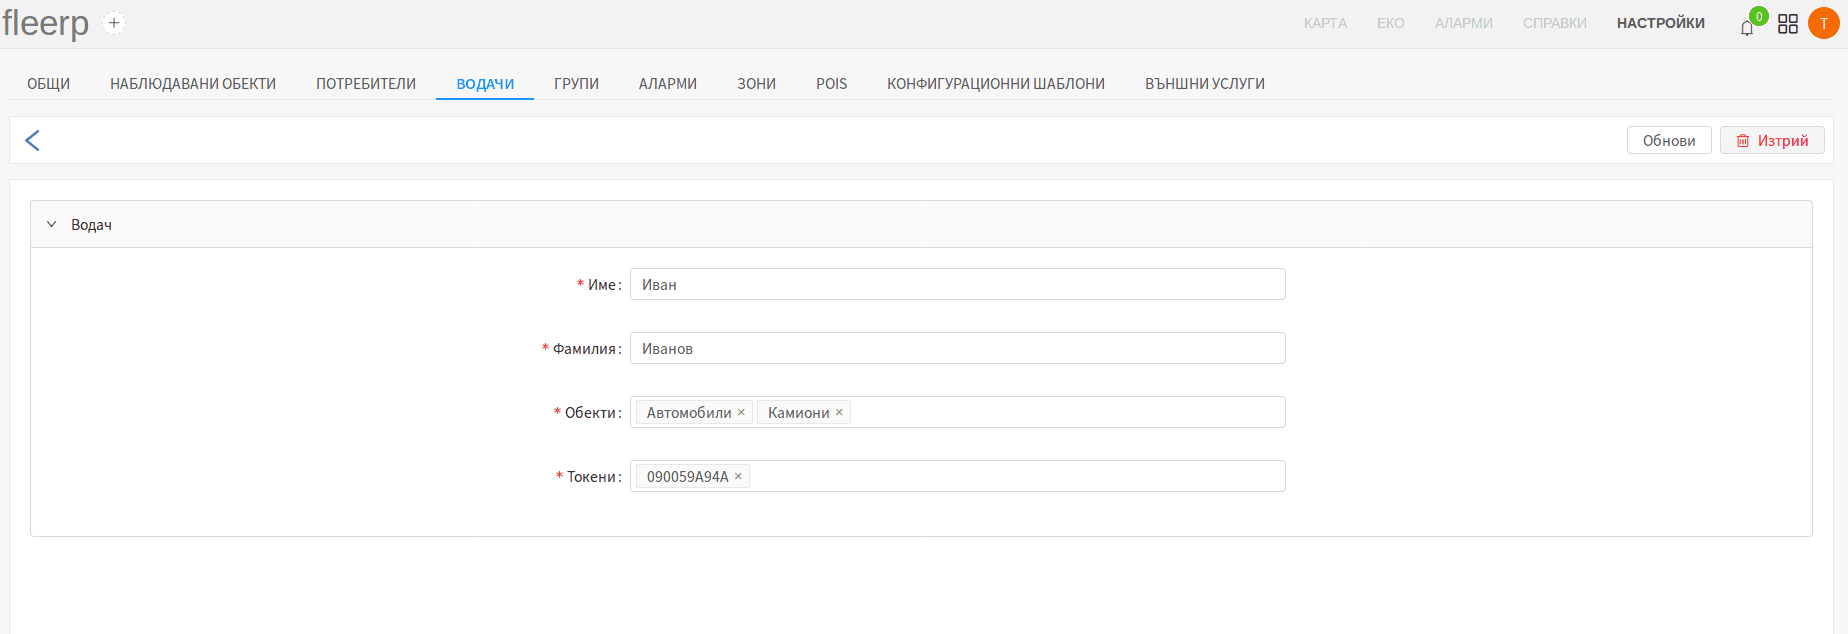 fleerp + КАРТА ЕКО АЛАРМИ СПРАВКИ НАСТРОЙКИ 0 T
ОБЩИ НАБЛЮДАВАНИ ОБЕКТИ ПОТРЕБИТЕЛИ ВОДАЧИ ГРУПИ АЛАРМИ ЗОНИ POIS КОНФИГУРАЦИОННИ ШАБЛОНИ ВЪНШНИ УСЛУГИ
Обнови Изтрий
Водач
* Име: Иван
* Фамилия: Иванов
* Обекти: Автомобили × Камиони ×
* Токени: 090059A94A ×